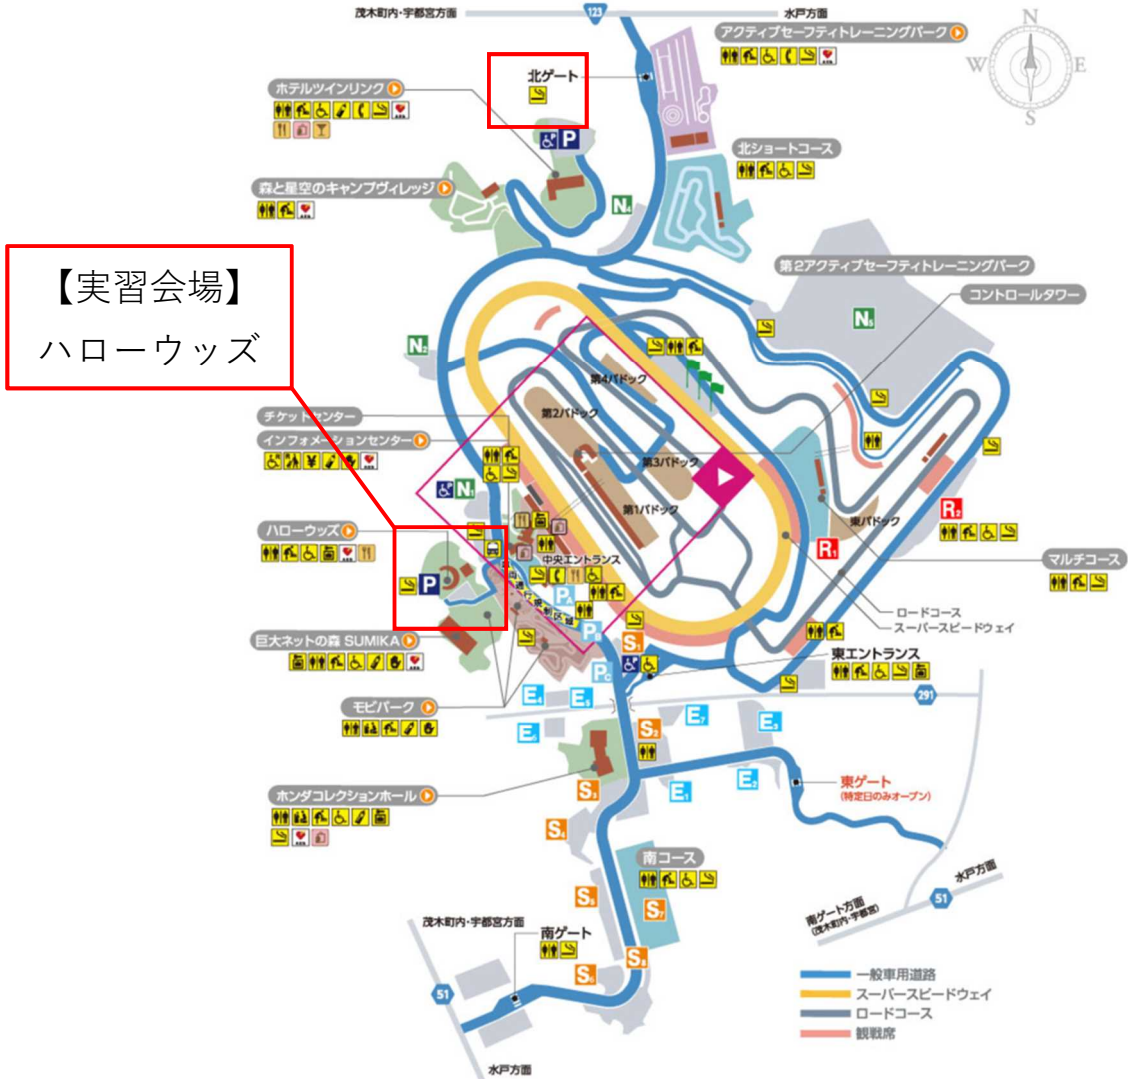 茂木町内・宇都宮方面
123
水戸方面
アクティブセーフティトレーニングパーク
N
W
E
S
北ゲート
ホテルツインリンク
P
北ショートコース
森と星空のキャンプヴィレッジ
N4
【実習会場】
ハローウッズ
第2アクティブセーフティトレーニングパーク
コントロールタワー
N5
N2
第4パドック
第2パドック
チケットセンター
インフォメーションセンター
第3パドック
N1
第1パドック
東パドック
R2
R1
ハローウッズ
中央エントランス
マルチコース
P
PA
ロードコース
スーパースピードウェイ
PB
S1
巨大ネットの森 SUMIKA
東エントランス
PC
E4
E5
291
モビパーク
E6
S2
E7
E3
ホンダコレクションホール
S3
E1
E2
東ゲート
(特定日のみオープン)
S4
南コース
水戸方面
51
S5
S7
南ゲート方面
(茂木町内・宇都宮)
茂木町内・宇都宮方面
南ゲート
S8
S6
51
水戸方面
一般車用道路
スーパースピードウェイ
ロードコース
観戦席